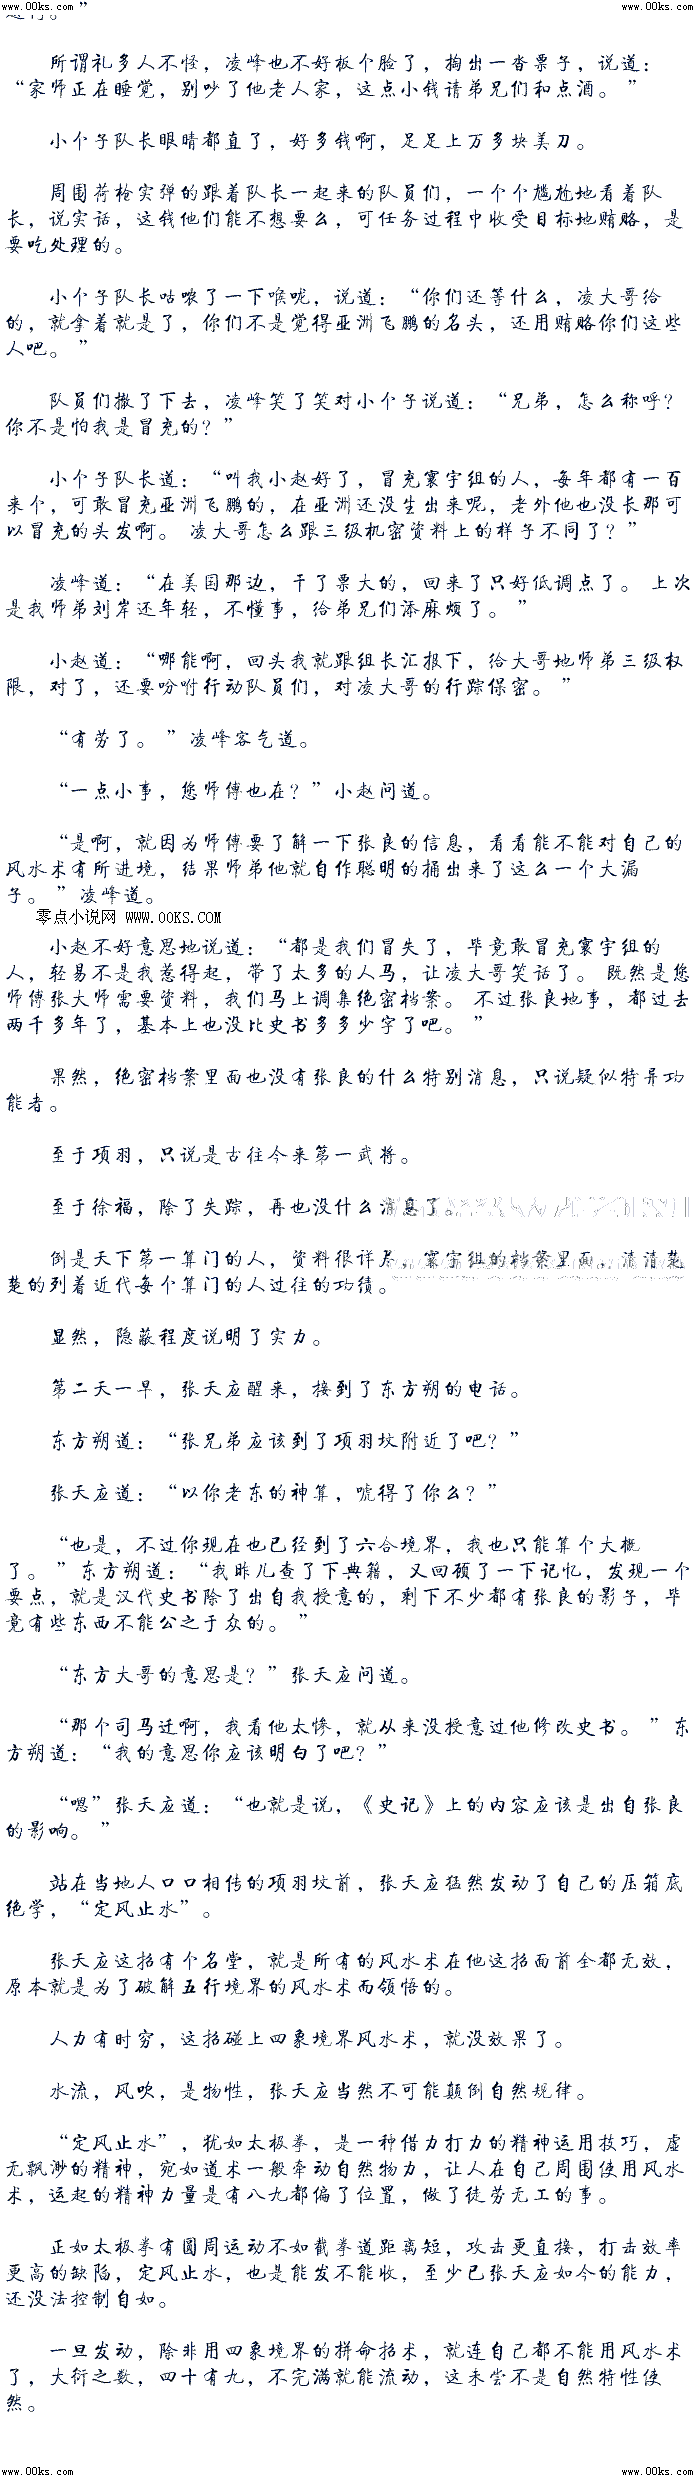 www.00ks.com www.00ks.com
所谓礼多人不怪，凌峰也不好板个脸了，掏出一沓票子，说道：
“家师正在睡觉，别吵了他老人家，这点小钱请弟兄们和点酒。”
小个子队长眼睛都直了，好多钱啊，足足上万多块美刀。
周围荷枪实弹的跟着队长一起来的队员们，一个个尴尬地看着队
长，说实话，这钱他们能不想要么，可任务过程中收受目标地贿赂，是
要吃处理的。
小个子队长咕哝了一下喉咙，说道：“你们还等什么，凌大哥给
的，就拿着就是了，你们不是觉得亚洲飞鹏的名头，还用贿赂你们这些
人吧。”
队员们撤了下去，凌峰笑了笑对小个子说道：“兄弟，怎么称呼？
你不是怕我是冒充的？”
小个子队长道：“叫我小赵好了，冒充寰宇组的人，每年都有一百
来个，可敢冒充亚洲飞鹏的，在亚洲还没生出来呢，老外他也没长那可
以冒充的头发啊。 凌大哥怎么跟三级机密资料上的样子不同了？”
凌峰道：“在美国那边，干了票大的，回来了只好低调点了。 上次
是我师弟刘岸还年轻，不懂事，给弟兄们添麻烦了。”
小赵道：“哪能啊，回头我就跟组长汇报下，给大哥地师弟三级权
限，对了，还要吩咐行动队员们，对凌大哥的行踪保密。”
“有劳了。 ”凌峰客气道。
“一点小事，您师傅也在？”小赵问道。
“是啊，就因为师傅要了解一下张良的信息，看看能不能对自己的
风水术有所进境，结果师弟他就自作聪明的捅出来了这么一个大漏
子。 ”凌峰道。
零点小说网 www.00KS.COM
小赵不好意思地说道：“都是我们冒失了，毕竟敢冒充寰宇组的
人，轻易不是我惹得起，带了太多的人马，让凌大哥笑话了。 既然是您
师傅张大师需要资料，我们马上调集绝密档案。 不过张良地事，都过去
两千多年了，基本上也没比史书多多少字了吧。 ”
果然，绝密档案里面也没有张良的什么特别消息，只说疑似特异功
能者。
至于项羽，只说是古往今来第一武将。
至于徐福，除了失踪，再也没什么消息了。
倒是天下第一算门的人，资料很详尽，寰宇组的档案里面，清清楚
楚的列着近代每个算门的人过往的功绩。
显然，隐蔽程度说明了实力。
第二天一早，张天应醒来，接到了东方朔的电话。
东方朔道：“张兄弟应该到了项羽坟附近了吧？”
张天应道：“以你老东的神算，唬得了你么？”
“也是，不过你现在也已经到了六合境界，我也只能算个大概
了。 ”东方朔道：“我昨儿查了下典籍，又回顾了一下记忆，发现一个
要点，就是汉代史书除了出自我授意的，剩下不少都有张良的影子，毕
竟有些东西不能公之于众的。 ”
“东方大哥的意思是？”张天应问道。
“那个司马迁啊，我看他太惨，就从来没授意过他修改史书。 ”东
方朔道：“我的意思你应该明白了吧？”
“嗯”张天应道：“也就是说，《史记》上的内容应该是出自张良
的影响。 ”
站在当地人口口相传的项羽坟前，张天应猛然发动了自己的压箱底
绝学，“定风止水”。
张天应这招有个名堂，就是所有的风水术在他这招面前全都无效，
原本就是为了破解五行境界的风水术而领悟的。
人力有时穷，这招碰上四象境界风水术，就没效果了。
水流，风吹，是物性，张天应当然不可能颠倒自然规律。
“定风止水”，犹如太极拳，是一种借力打力的精神运用技巧，虚
无飘渺的精神，宛如道术一般牵动自然物力，让人在自己周围使用风水
术，运起的精神力量是有八九都偏了位置，做了徒劳无工的事。
正如太极拳有圆周运动不如截拳道距离短，攻击更直接，打击效率
更高的缺陷，定风止水，也是能发不能收，至少已张天应如今的能力，
还没法控制自如。
一旦发动，除非用四象境界的拼命招术，就连自己都不能用风水术
了，大衍之数，四十有九，不完满就能流动，这未尝不是自然特性使
然。
www.00ks.com www.00ks.com